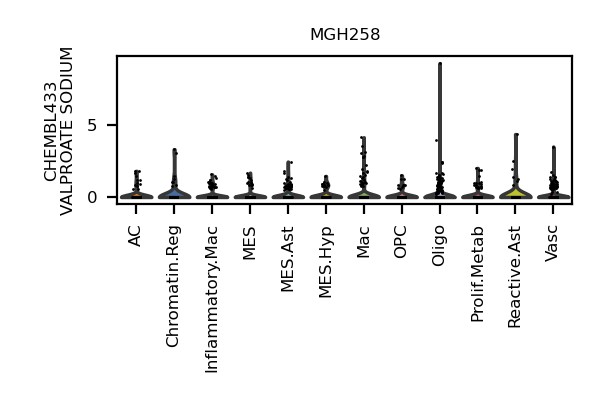 MGH258
CHEMBL433
VALPROATE SODIUM
5
0
AC
Chromatin.Reg
Inflammatory.Mac
MES
MES.Ast
MES.Hyp
Mac
OPC
Oligo
Prolif.Metab
Reactive.Ast
Vasc